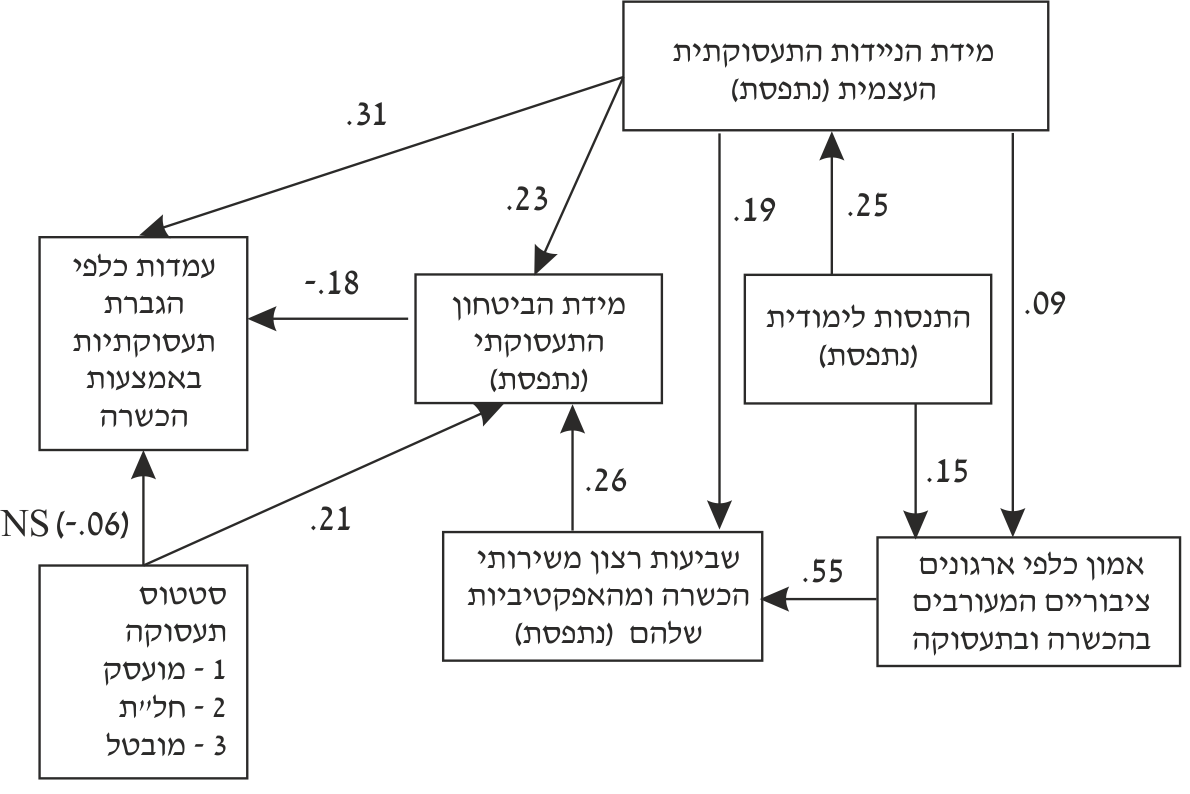 מידת הניידות התעסוקתית
העצמית (נתפסת)
.31
.23
.19
.25
.09
עמדות כלפי
הגברת
תעסוקתיות
באמצעות
הכשרה
-.18
מידת הביטחון
התעסוקתי
(נתפסת)
התנסות לימודית
(נתפסת)
.15
.26
.21
NS (-.06)
שביעות רצון משירותי
הכשרה ומהאפקטיביות
שלהם (נתפסת)
.55
אמון כלפי ארגונים
ציבוריים המעורבים
בהכשרה ובתעסוקה
סטטוס
תעסוקה
1 - מועסק
2 - חל״ת
3 - מובטל